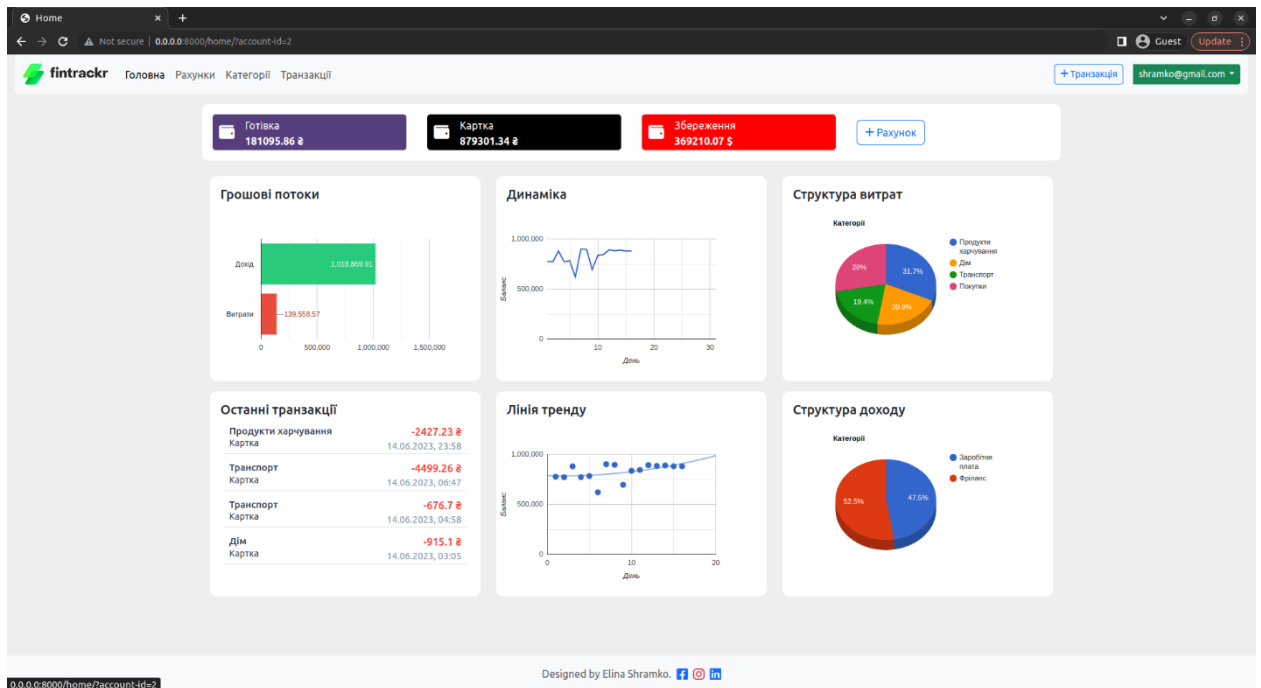 Home
Not secure | 0.0.0.0:8000/home/?account-id=2
Guest
Update
fintrackr
Головна Рахунки Категорії Транзакції
+ Транзакція
shramko@gmail.com
Готівка
181095.86 ₴
Картка
879301.34 ₴
Збереження
369210.07 $
+ Рахунок
Грошові потоки
Дохід
1,018,859.91
Витрати
139,558.57
0 500,000 1,000,000 1,500,000
Динаміка
1,000,000
500,000
0
Баланс
10 20 30
День
Структура витрат
Категорії
28%
31.7%
19.4%
20.9%
Продукти
харчування
Дім
Транспорт
Покупки
Останні транзакції
Продукти харчування -2427.23 ₴
Картка 14.06.2023, 23:58
Транспорт -4499.26 ₴
Картка 14.06.2023, 06:47
Транспорт -676.7 ₴
Картка 14.06.2023, 04:58
Дім -915.1 ₴
Картка 14.06.2023, 03:05
Лінія тренду
1,000,000
500,000
0
Баланс
0 10 20
День
Структура доходу
Категорії
52.5%
47.5%
Заробітна
плата
Фріланс
Designed by Elina Shramko.
0.0.0.0:8000/home/?account-id=2